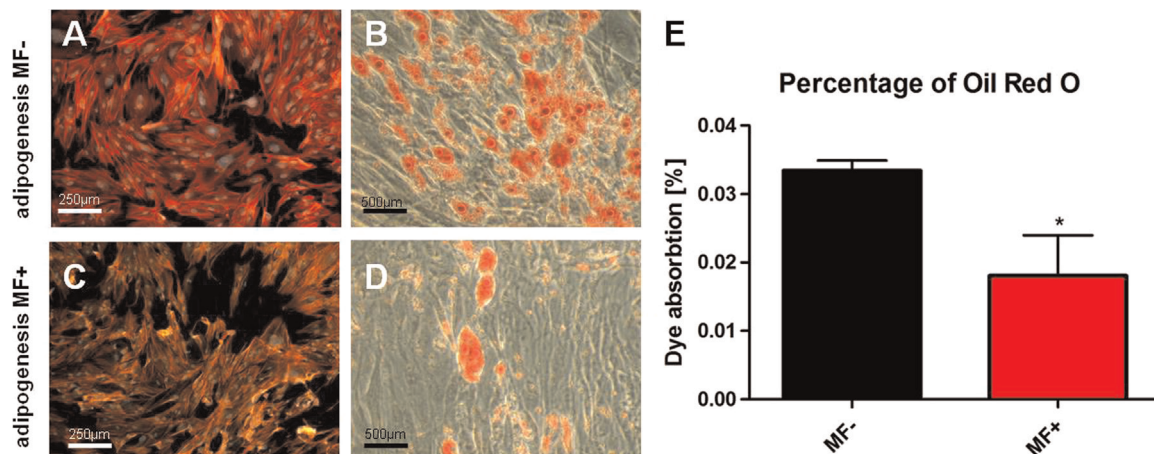 adipogenesis MF-
A
250µm
B
500µm
adipogenesis MF+
C
250µm
D
500µm
E
Percentage of Oil Red O
Dye absorbtion [%]
0.04
0.03
0.02
0.01
0.00
*
MF-
MF+